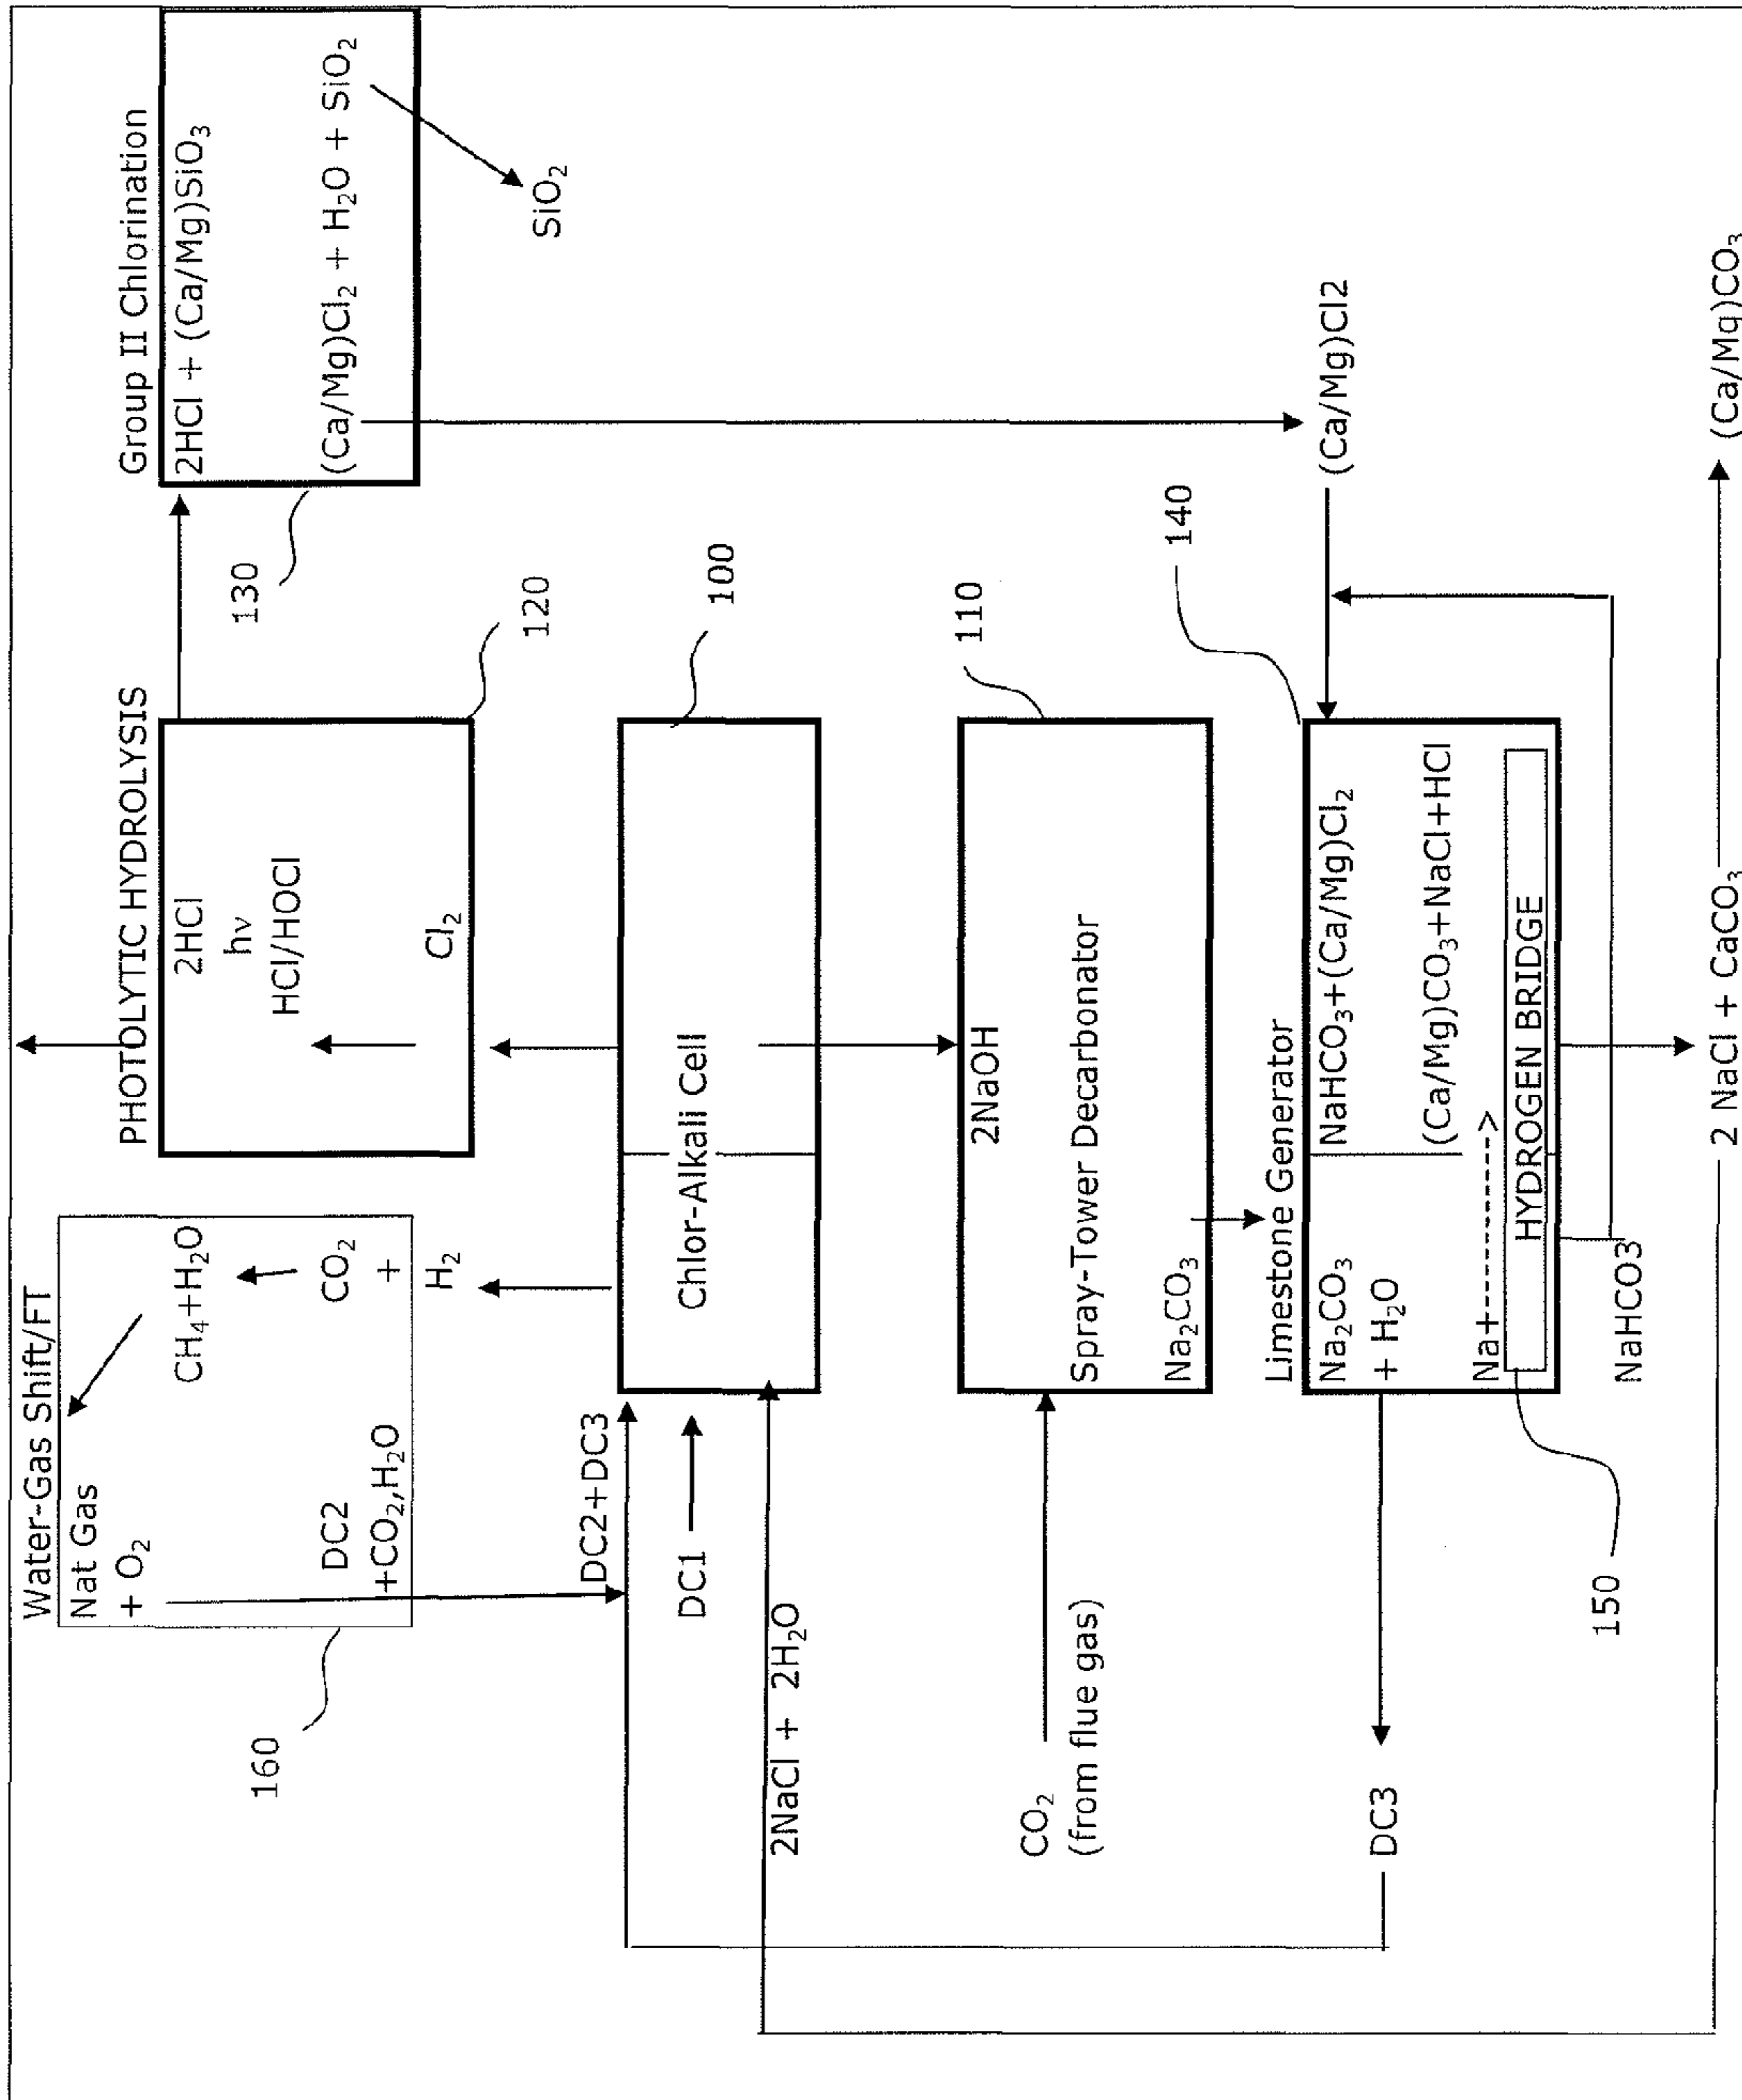 Water-Gas Shift/FT
Nat Gas
+ O₂
DC2
+CO₂,H₂O
CH₄+H₂O
CO₂
+
H₂
160
PHOTOLYTIC HYDROLYSIS
2HCl
hν
HCl/HOCl
Cl₂
120
Group II Chlorination
2HCl + (Ca/Mg)SiO₃
(Ca/Mg)Cl₂ + H₂O + SiO₂
130
SiO₂
DC2+DC3
DC1
2NaCl + 2H₂O
Chlor-Alkali Cell
100
2NaOH
CO₂
(from flue gas)
Spray-Tower Decarbonator
Na₂CO₃
110
Limestone Generator
Na₂CO₃
+ H₂O
NaHCO₃+(Ca/Mg)Cl₂
(Ca/Mg)CO₃+NaCl+HCl
Na+---------->
HYDROGEN BRIDGE
140
(Ca/Mg)Cl2
DC3
150
NaHCO3
2 NaCl + CaCO₃
(Ca/Mg)CO₃